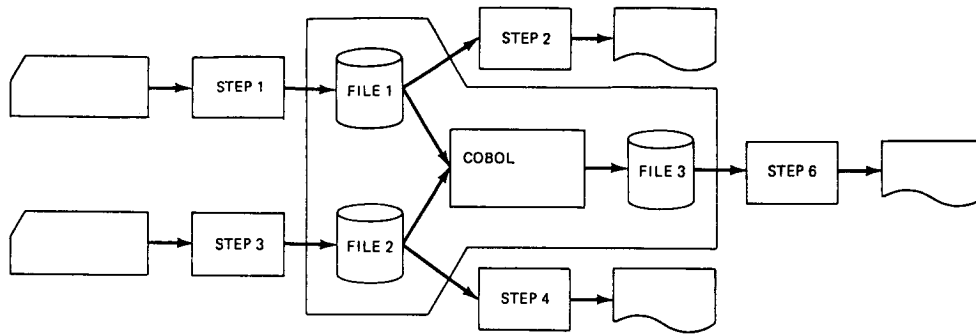 STEP 2
STEP 1
FILE 1
COBOL
FILE 3
STEP 6
STEP 3
FILE 2
STEP 4